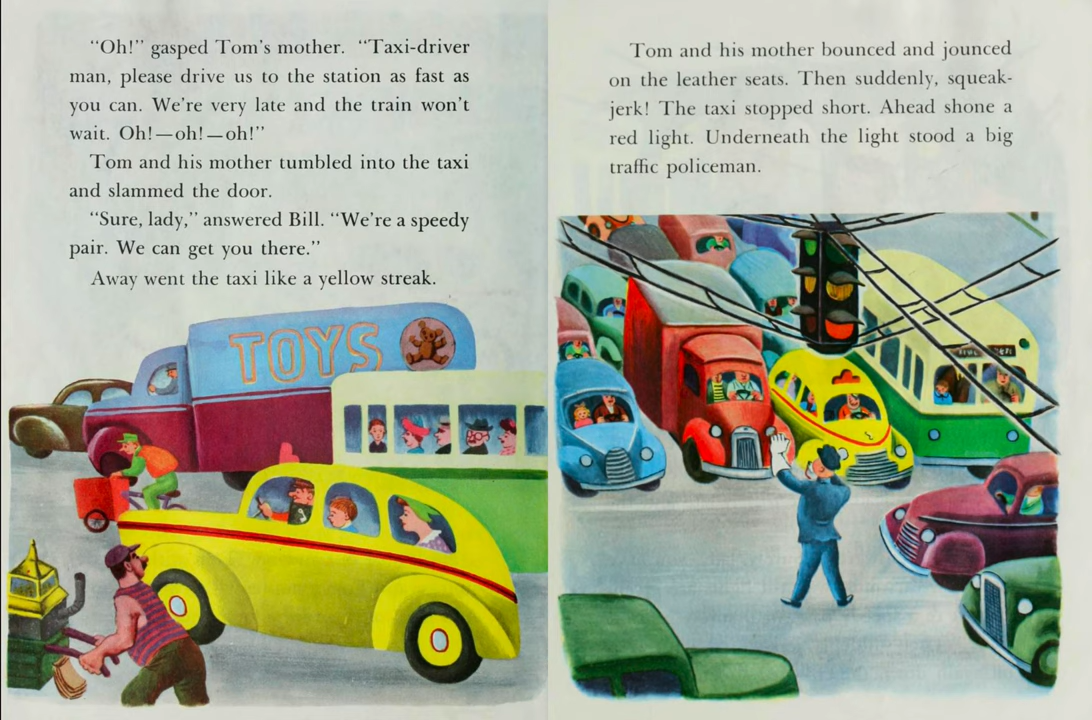 “Oh!” gasped Tom’s mother. “Taxi-driver
man, please drive us to the station as fast as
you can. We’re very late and the train won’t
wait. Oh!—oh!—oh!”
Tom and his mother tumbled into the taxi
and slammed the door.
“Sure, lady,” answered Bill. “We’re a speedy
pair. We can get you there.”
Away went the taxi like a yellow streak.
TOYS
Tom and his mother bounced and jounced
on the leather seats. Then suddenly, squeak-
jerk! The taxi stopped short. Ahead shone a
red light. Underneath the light stood a big
traffic policeman.